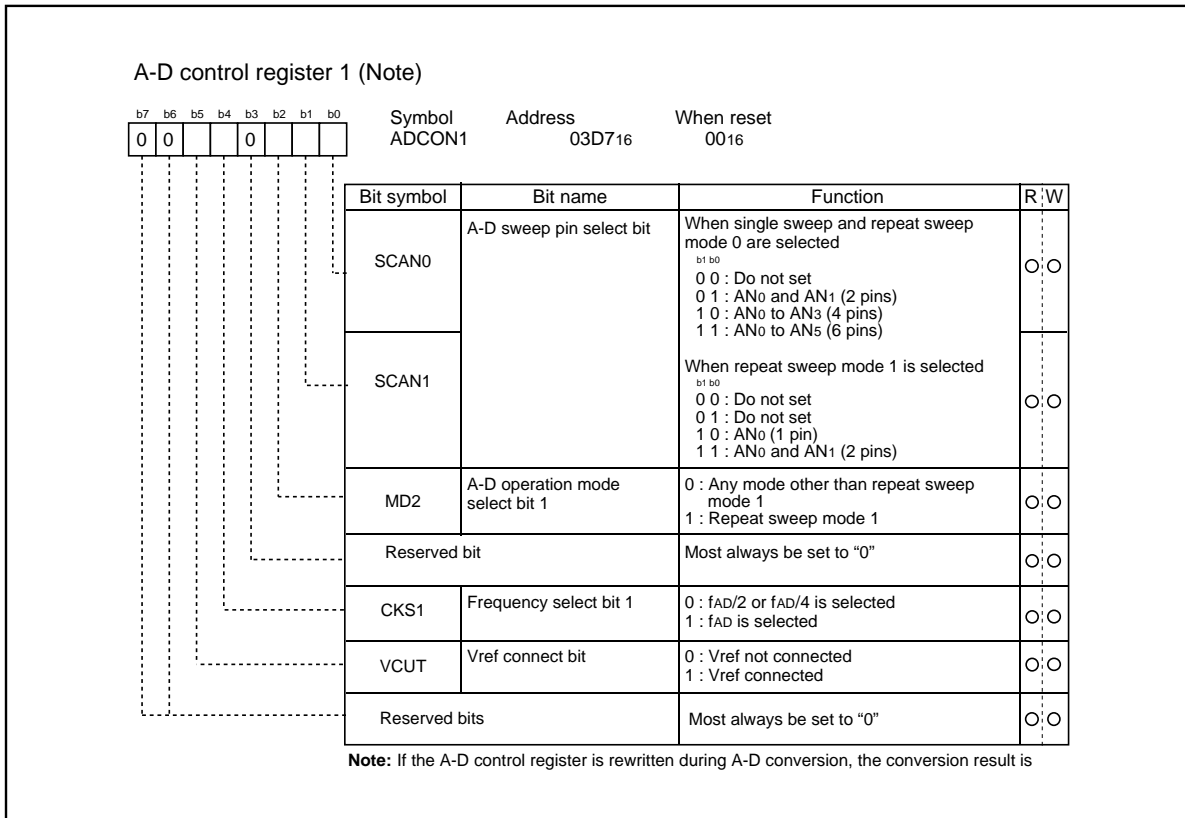 A-D control register 1 (Note)
b7 b6 b5 b4 b3 b2 b1 b0
0 0 0
Symbol Address When reset
ADCON1 03D716 0016
Bit symbol Bit name Function R W
SCAN0
A-D sweep pin select bit
When single sweep and repeat sweep
mode 0 are selected
b1 b0
0 0 : Do not set
0 1 : AN0 and AN1 (2 pins)
1 0 : AN0 to AN3 (4 pins)
1 1 : AN0 to AN5 (6 pins)
SCAN1
When repeat sweep mode 1 is selected
b1 b0
0 0 : Do not set
0 1 : Do not set
1 0 : AN0 (1 pin)
1 1 : AN0 and AN1 (2 pins)
MD2
A-D operation mode
select bit 1
0 : Any mode other than repeat sweep
mode 1
1 : Repeat sweep mode 1
Reserved bit
Most always be set to “0”
CKS1
Frequency select bit 1
0 : fAD/2 or fAD/4 is selected
1 : fAD is selected
VCUT
Vref connect bit
0 : Vref not connected
1 : Vref connected
Reserved bits
Most always be set to “0”
Note: If the A-D control register is rewritten during A-D conversion, the conversion result is